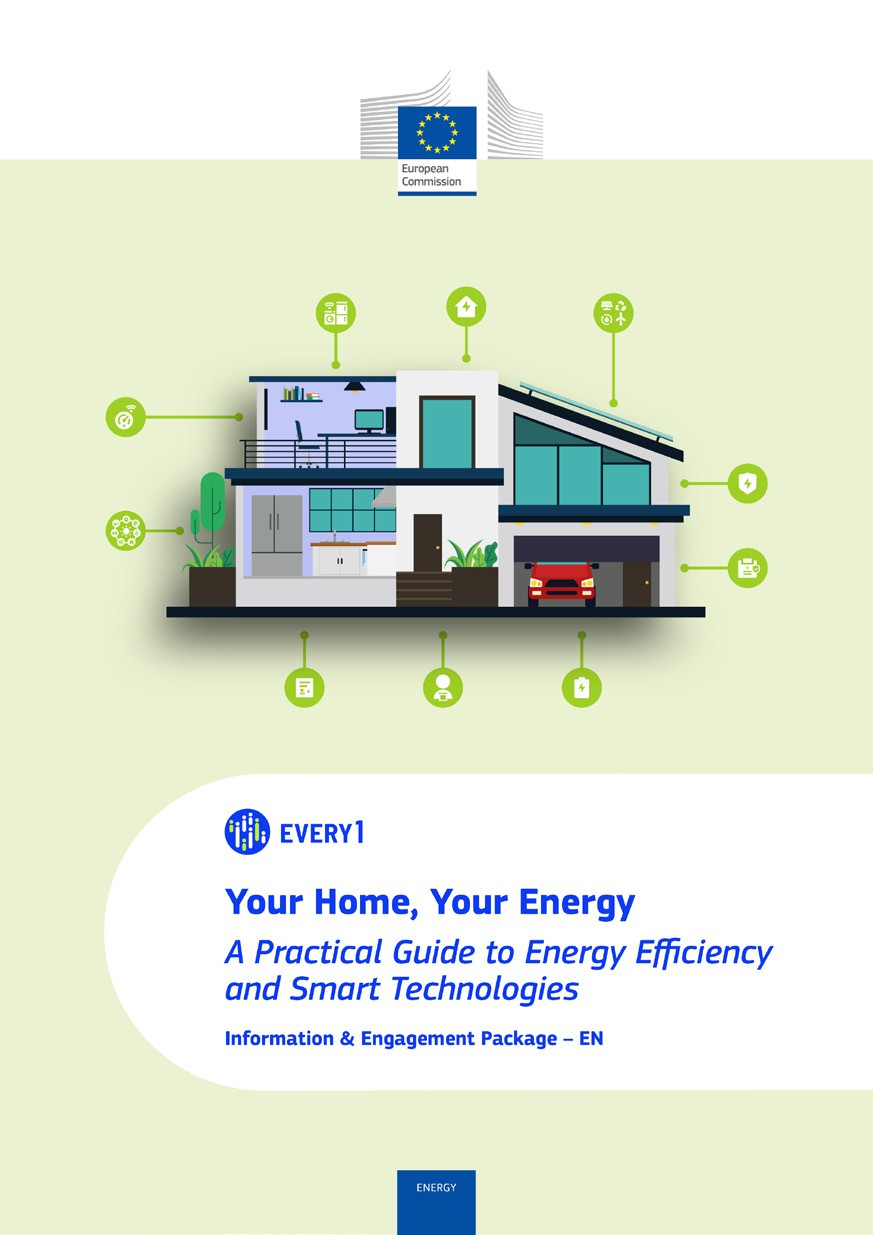 European
Commission
EVERY1
Your Home, Your Energy
A Practical Guide to Energy Efficiency
and Smart Technologies
Information & Engagement Package – EN
ENERGY